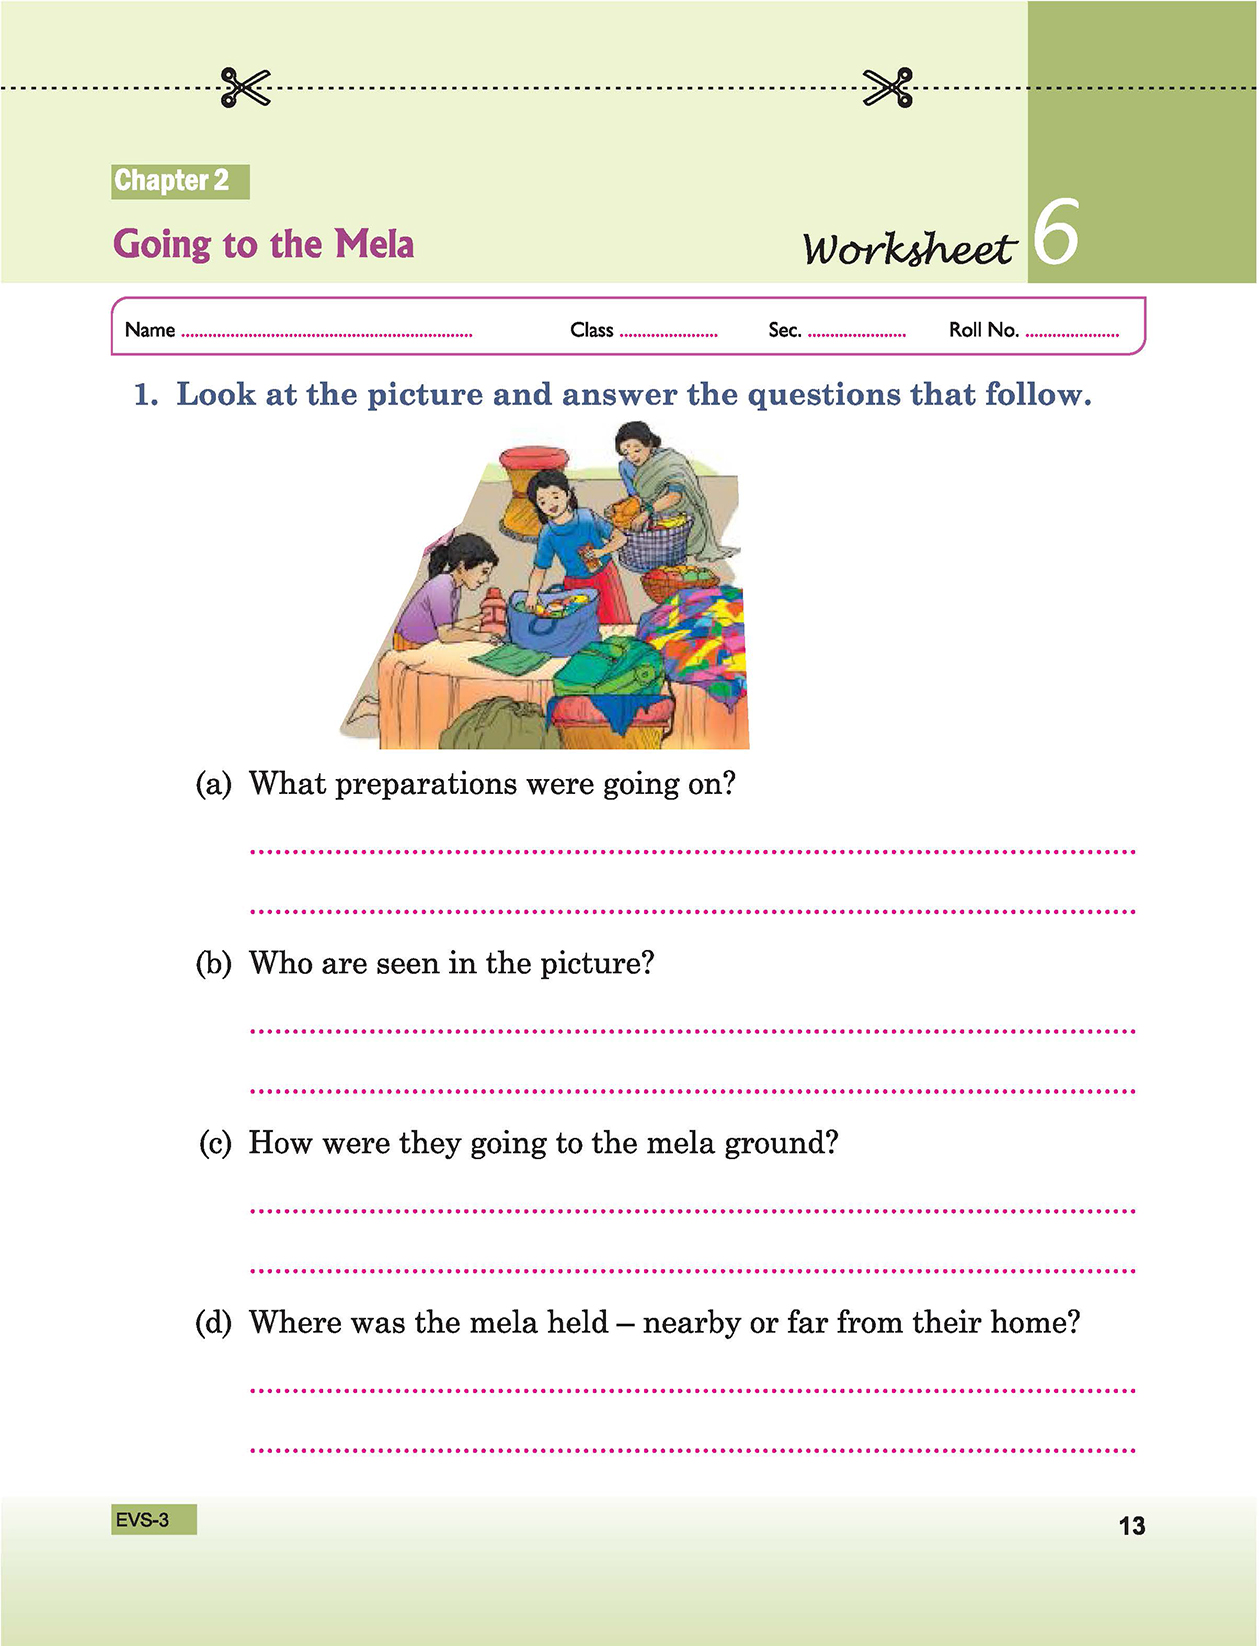 Chapter 2
Going to the Mela
Worksheet 6
Name ........ Class ........ Sec. ........ Roll No. ........
1. Look at the picture and answer the questions that follow.
(a) What preparations were going on?
(b) Who are seen in the picture?
(c) How were they going to the mela ground?
(d) Where was the mela held – nearby or far from their home?
EVS-3
13